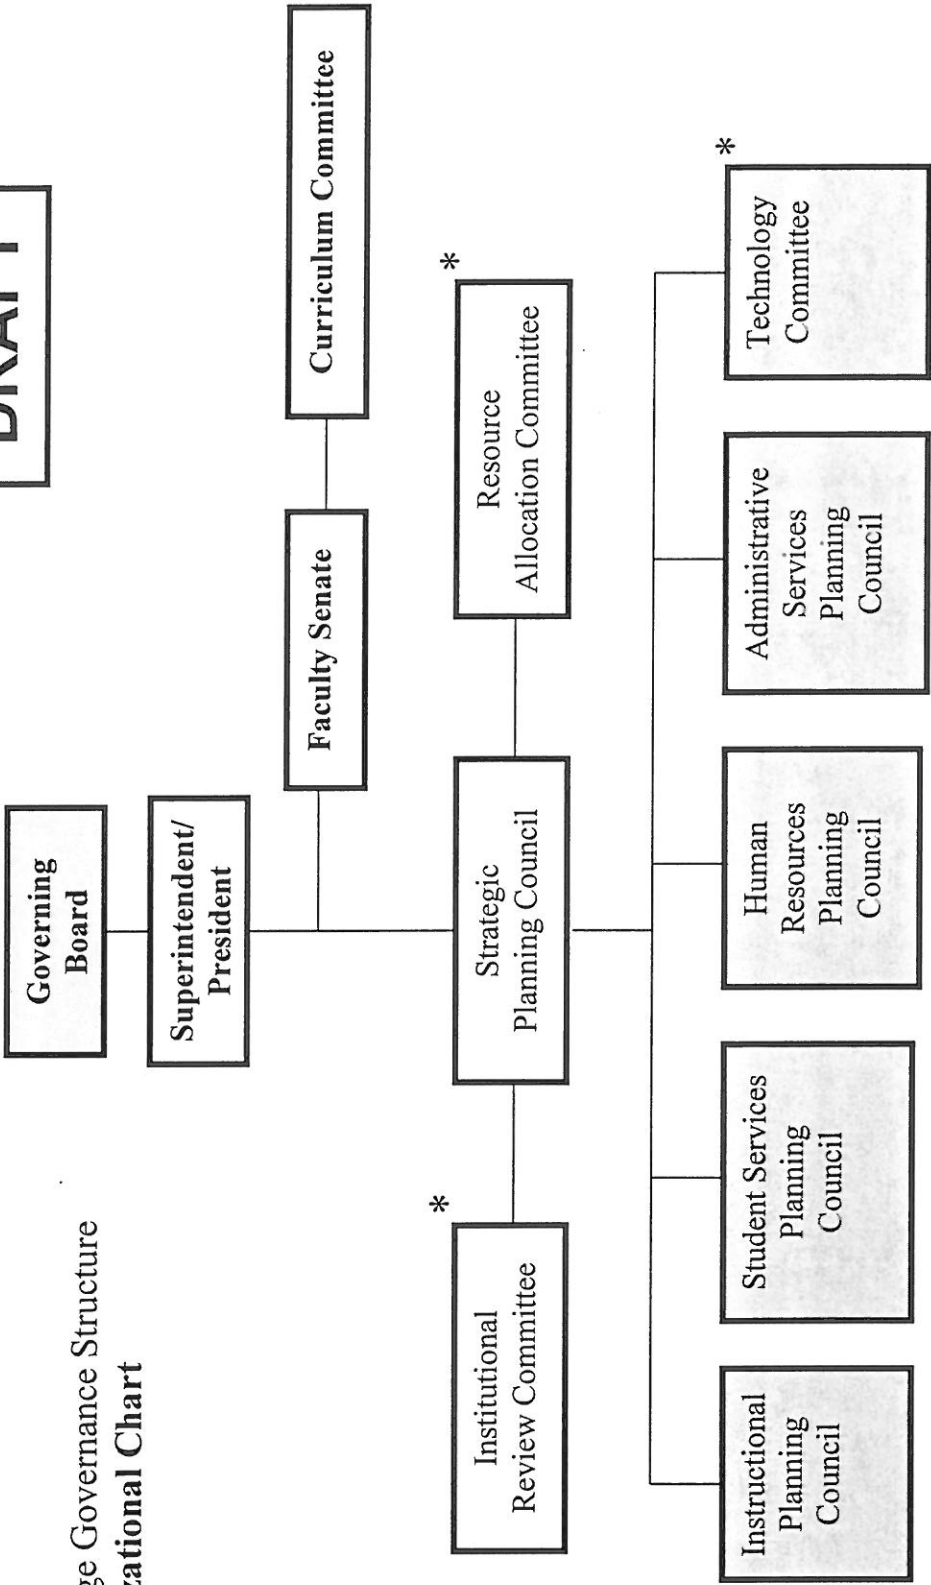 DRAFT
ge Governance Structure
zational Chart
Governing
Board
Superintendent/
President
Faculty Senate
Curriculum Committee
*
Institutional
Review Committee
Strategic
Planning Council
*
Resource
Allocation Committee
Instructional
Planning
Council
Student Services
Planning
Council
Human
Resources
Planning
Council
Administrative
Services
Planning
Council
*
Technology
Committee